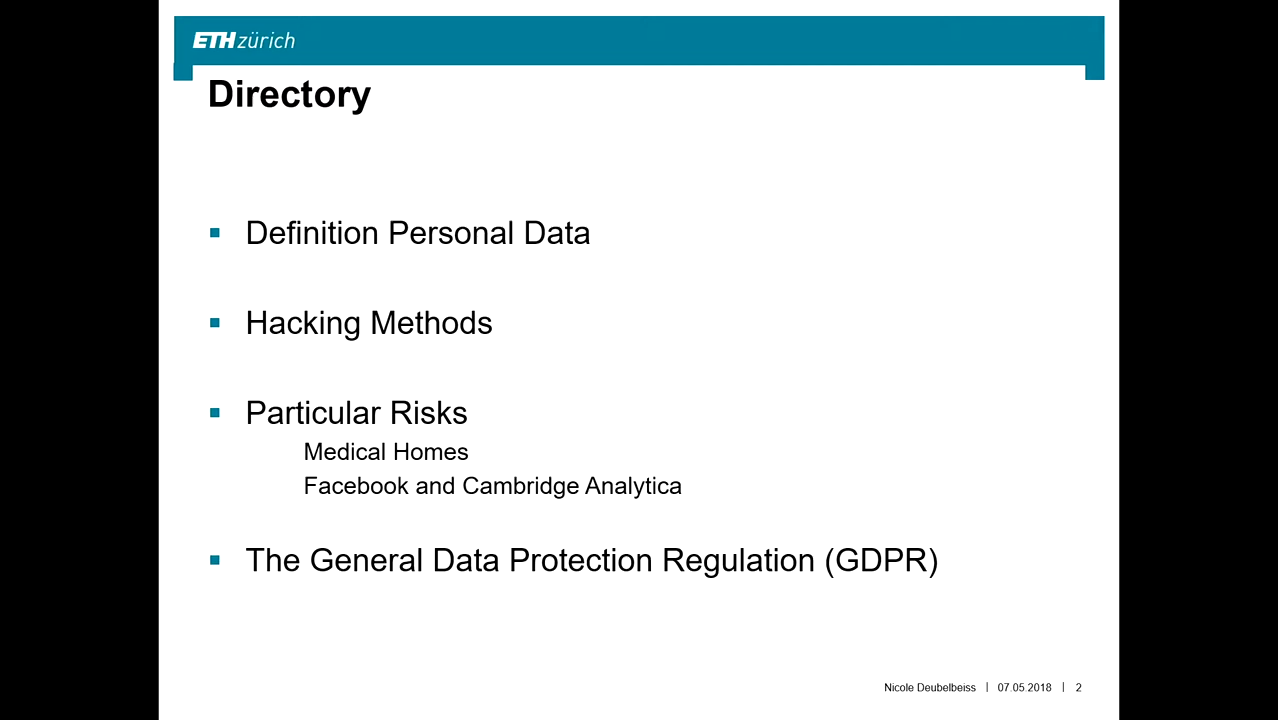 ETH zürich
Directory
Definition Personal Data
Hacking Methods
Particular Risks
Medical Homes
Facebook and Cambridge Analytica
The General Data Protection Regulation (GDPR)
Nicole Deubelbeiss | 07.05.2018 | 2